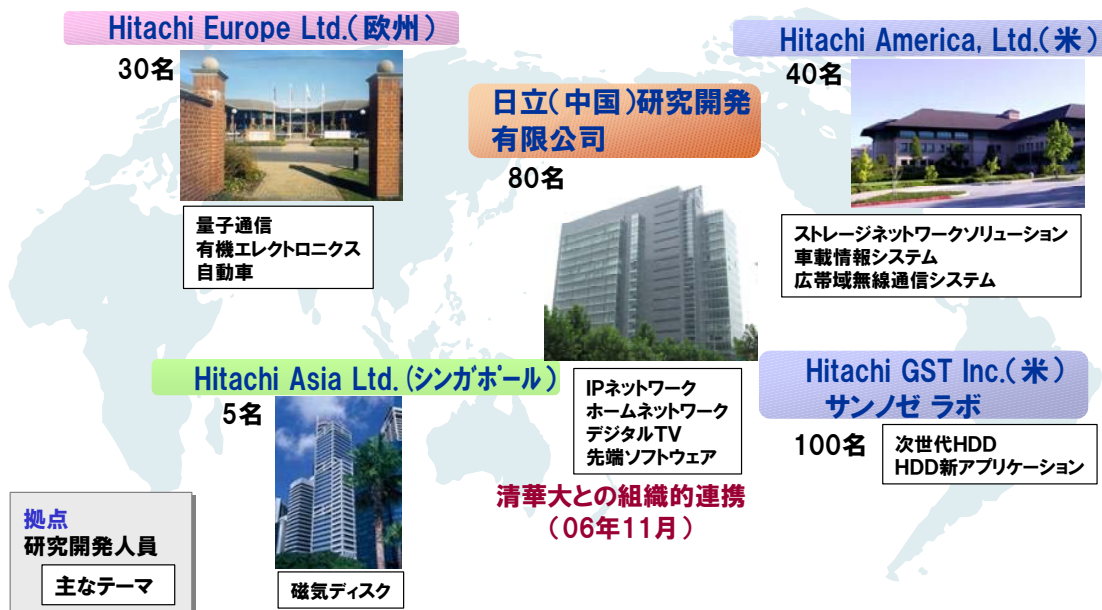 Hitachi Europe Ltd.(欧州)
30名
量子通信
有機エレクトロニクス
自動車
日立(中国)研究開発
有限公司
80名
IPネットワーク
ホームネットワーク
デジタルTV
先端ソフトウェア
清華大との組織的連携
(06年11月)
Hitachi America, Ltd.(米)
40名
ストレージネットワークソリューション
車載情報システム
広帯域無線通信システム
Hitachi Asia Ltd.(シンガポール)
5名
磁気ディスク
Hitachi GST Inc.(米)
サンノゼ ラボ
100名
次世代HDD
HDD新アプリケーション
拠点
研究開発人員
主なテーマ